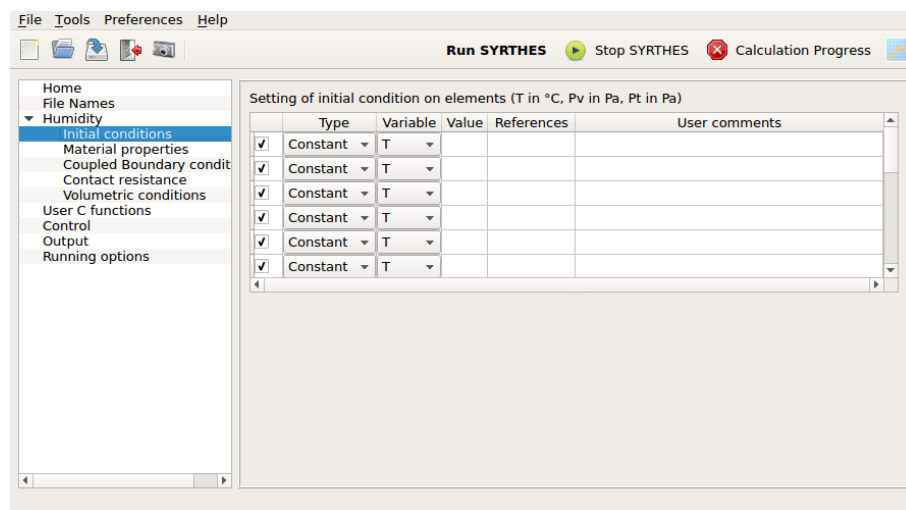 File Tools Preferences Help
Run SYRTHES Stop SYRTHES Calculation Progress
Home
File Names
Humidity
Initial conditions
Material properties
Coupled Boundary condit
Contact resistance
Volumetric conditions
User C functions
Control
Output
Running options
Setting of initial condition on elements (T in °C, Pv in Pa, Pt in Pa)
Type Variable Value References User comments
Constant T
Constant T
Constant T
Constant T
Constant T
Constant T